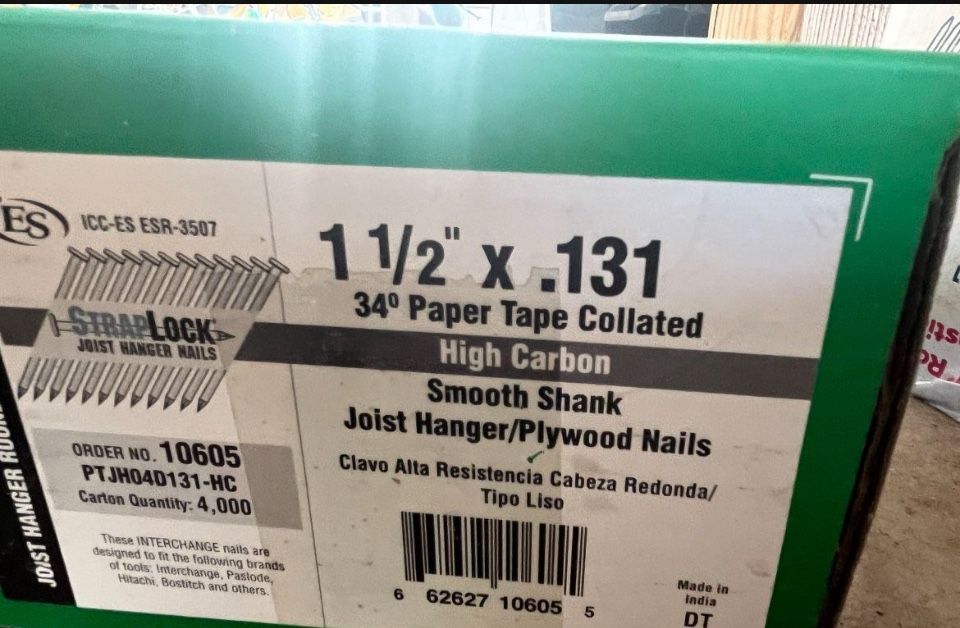 ES
ICC-ES ESR-3507
STRAPLOCK
JOIST HANGER NAILS
ORDER NO. 10605
PTJH04D131-HC
Carton Quantity: 4,000
These INTERCHANGE nails are
designed to fit the following brands
of tools: Interchange, Paslode,
Hitachi, Bostitch and others.
JOIST HANGER
1 1/2" x .131
34º Paper Tape Collated
High Carbon
Smooth Shank
Joist Hanger/Plywood Nails
Clavo Alta Resistencia Cabeza Redonda/
Tipo Liso
6 62627 10605 5
Made in
India
DT